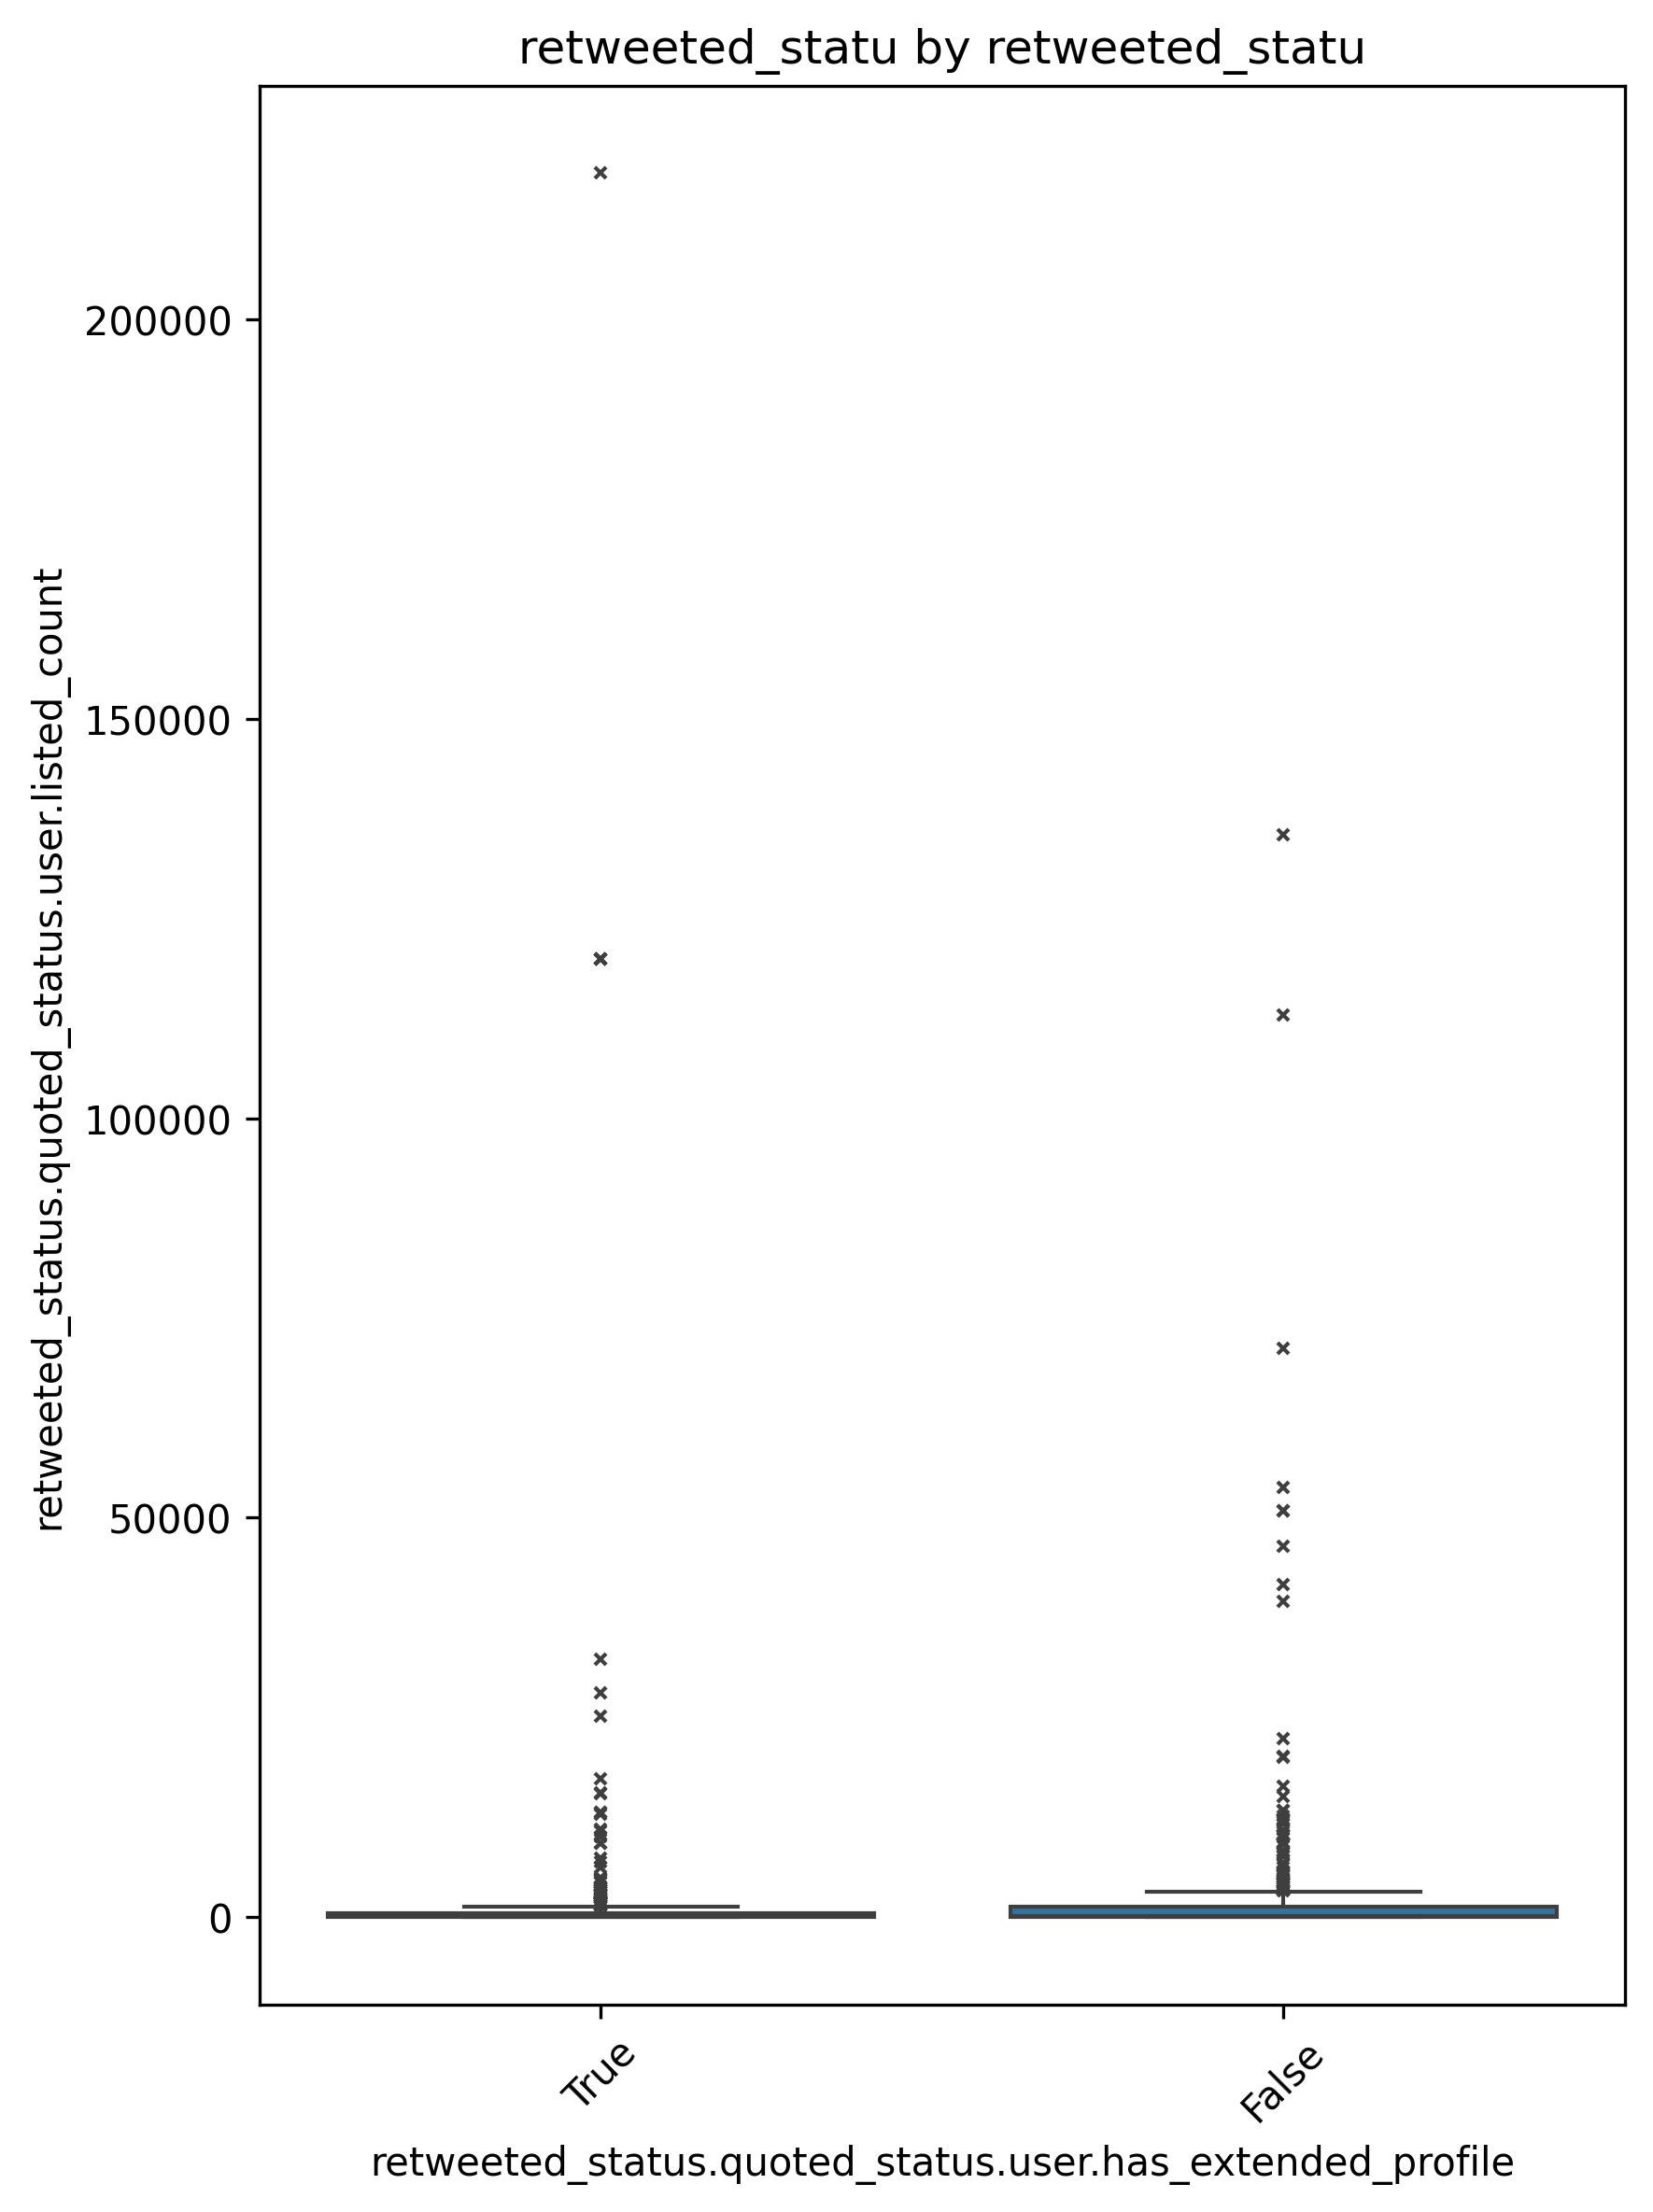 retweeted_statu by retweeted_statu
retweeted_status.quoted_status.user.listed_count
200000
150000
100000
50000
0
True
False
retweeted_status.quoted_status.user.has_extended_profile